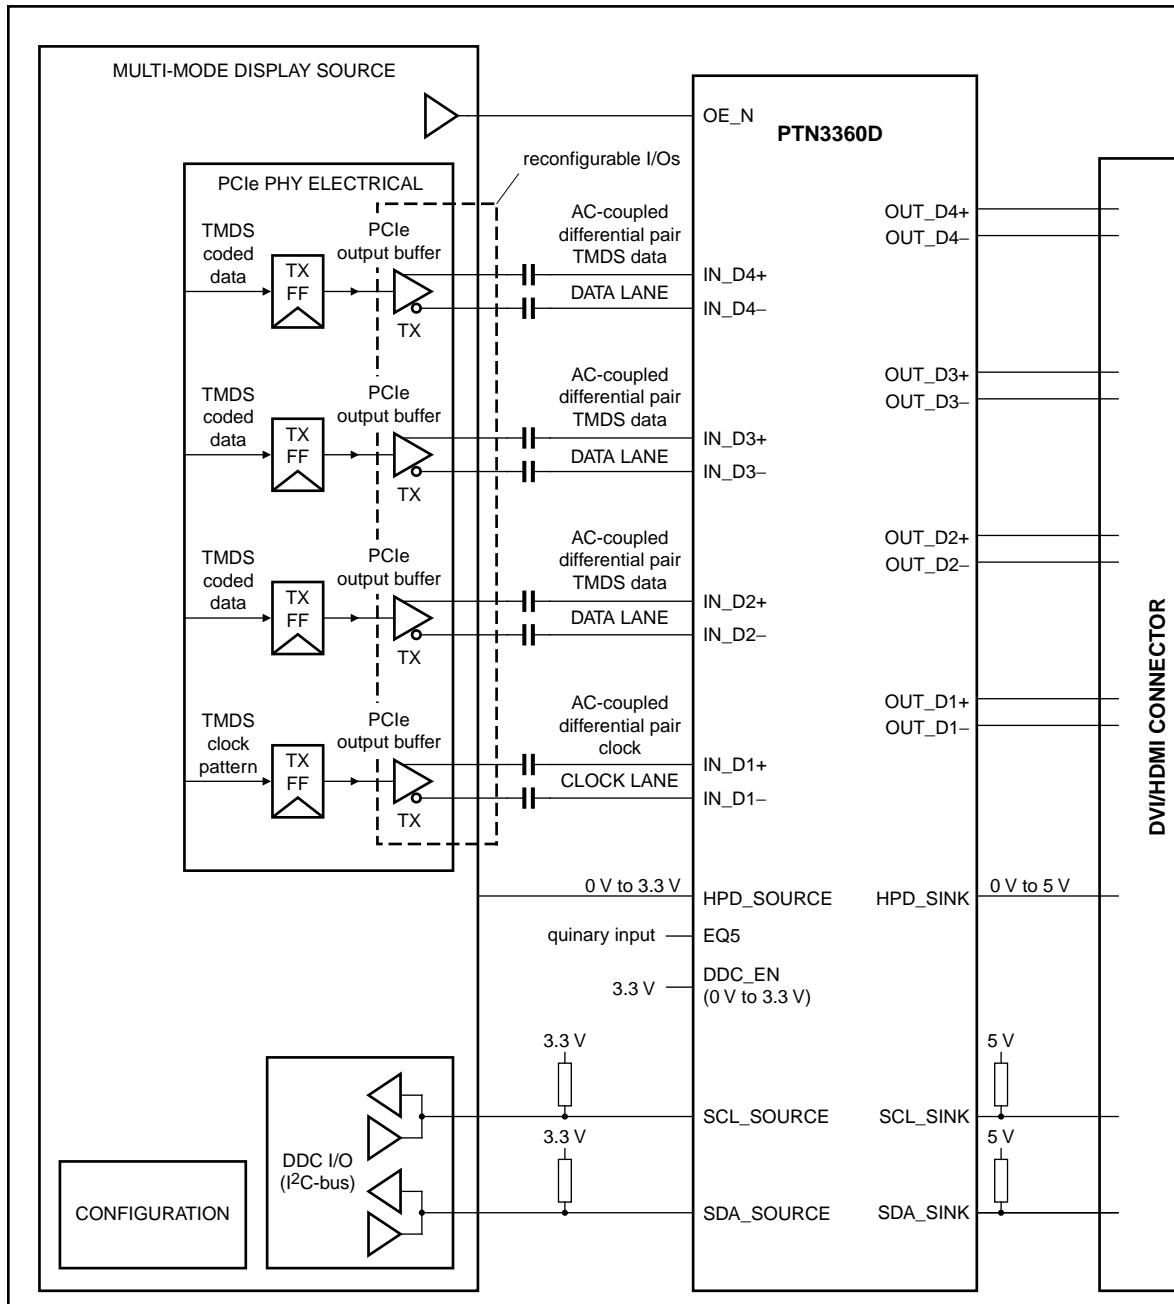 MULTI-MODE DISPLAY SOURCE
OE_N
PTN3360D
reconfigurable I/Os
PCIe PHY ELECTRICAL
TMDS
coded
data
TX
FF
PCIe
output buffer
TX
AC-coupled
differential pair
TMDS data
DATA LANE
IN_D4+
IN_D4−
OUT_D4+
OUT_D4−
TMDS
coded
data
TX
FF
PCIe
output buffer
TX
AC-coupled
differential pair
TMDS data
DATA LANE
IN_D3+
IN_D3−
OUT_D3+
OUT_D3−
TMDS
coded
data
TX
FF
PCIe
output buffer
TX
AC-coupled
differential pair
TMDS data
DATA LANE
IN_D2+
IN_D2−
OUT_D2+
OUT_D2−
TMDS
clock
pattern
TX
FF
PCIe
output buffer
TX
AC-coupled
differential pair
clock
CLOCK LANE
IN_D1+
IN_D1−
OUT_D1+
OUT_D1−
DVI/HDMI CONNECTOR
0 V to 3.3 V
HPD_SOURCE
HPD_SINK
0 V to 5 V
quinary input
EQ5
3.3 V
DDC_EN
(0 V to 3.3 V)
3.3 V
5 V
SCL_SOURCE
SCL_SINK
3.3 V
5 V
DDC I/O
(I²C-bus)
SDA_SOURCE
SDA_SINK
CONFIGURATION